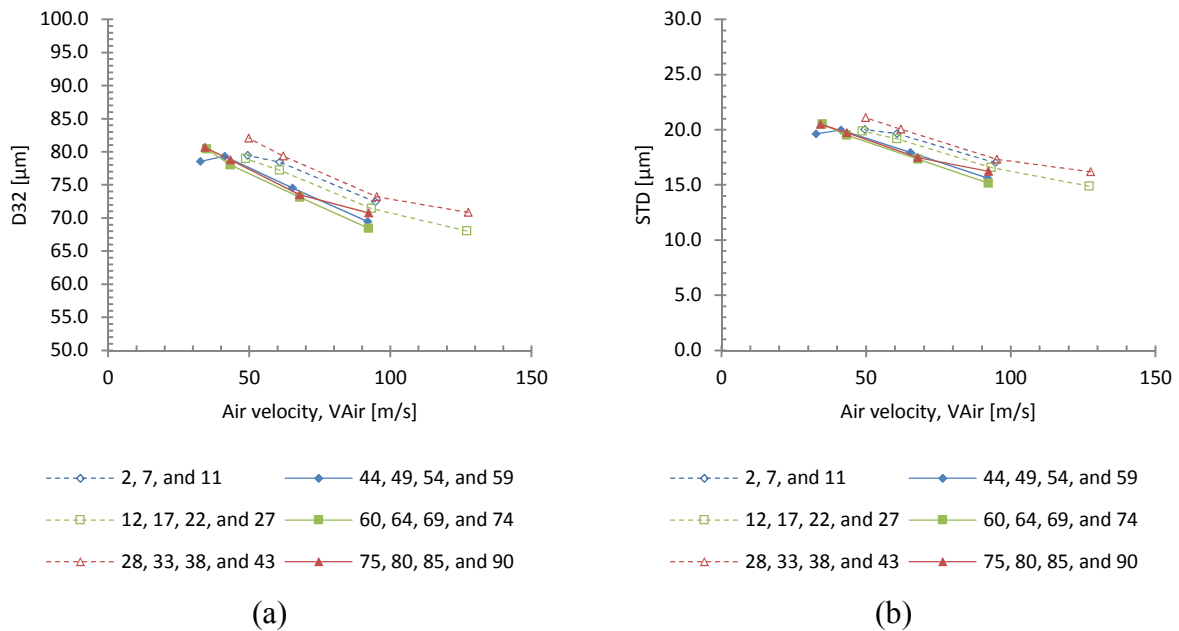 100.0
95.0
90.0
85.0
80.0
75.0
70.0
65.0
60.0
55.0
50.0
D32 [µm]
0 50 100 150
Air velocity, VAir [m/s]
2, 7, and 11 44, 49, 54, and 59
12, 17, 22, and 27 60, 64, 69, and 74
28, 33, 38, and 43 75, 80, 85, and 90
(a)
30.0
25.0
20.0
15.0
10.0
5.0
0.0
STD [µm]
0 50 100 150
Air velocity, VAir [m/s]
2, 7, and 11 44, 49, 54, and 59
12, 17, 22, and 27 60, 64, 69, and 74
28, 33, 38, and 43 75, 80, 85, and 90
(b)